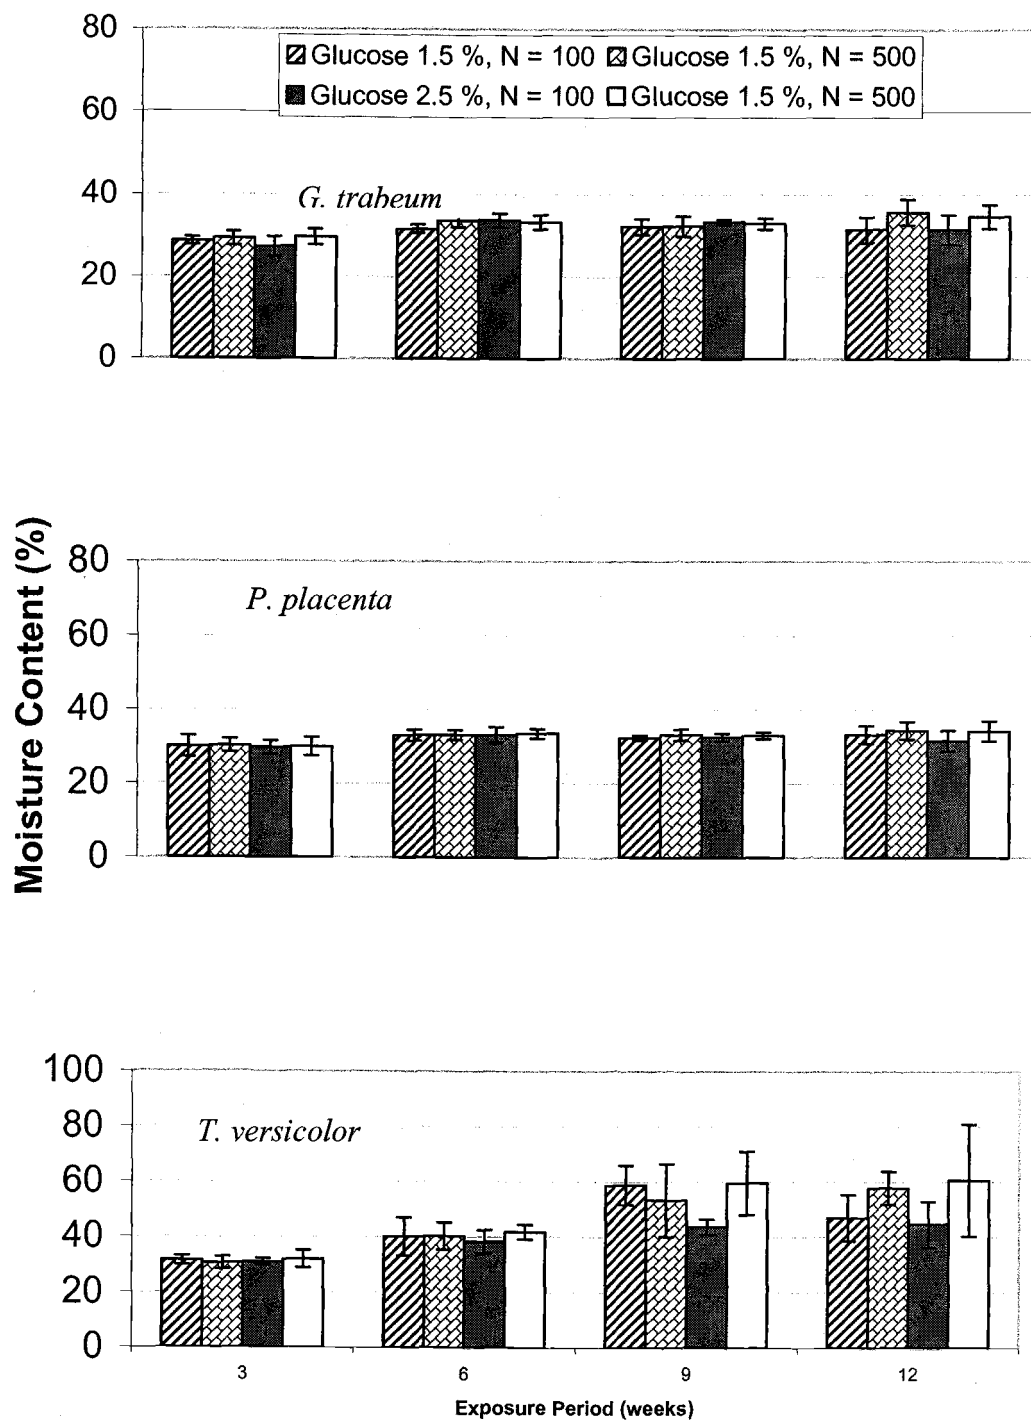 80
Glucose 1.5 %, N = 100 Glucose 1.5 %, N = 500
Glucose 2.5 %, N = 100 Glucose 1.5 %, N = 500
60
40
G. trabeum
20
0
Moisture Content (%)
80
P. placenta
60
40
20
0
100
80
T. versicolor
60
40
20
0
3 6 9 12
Exposure Period (weeks)